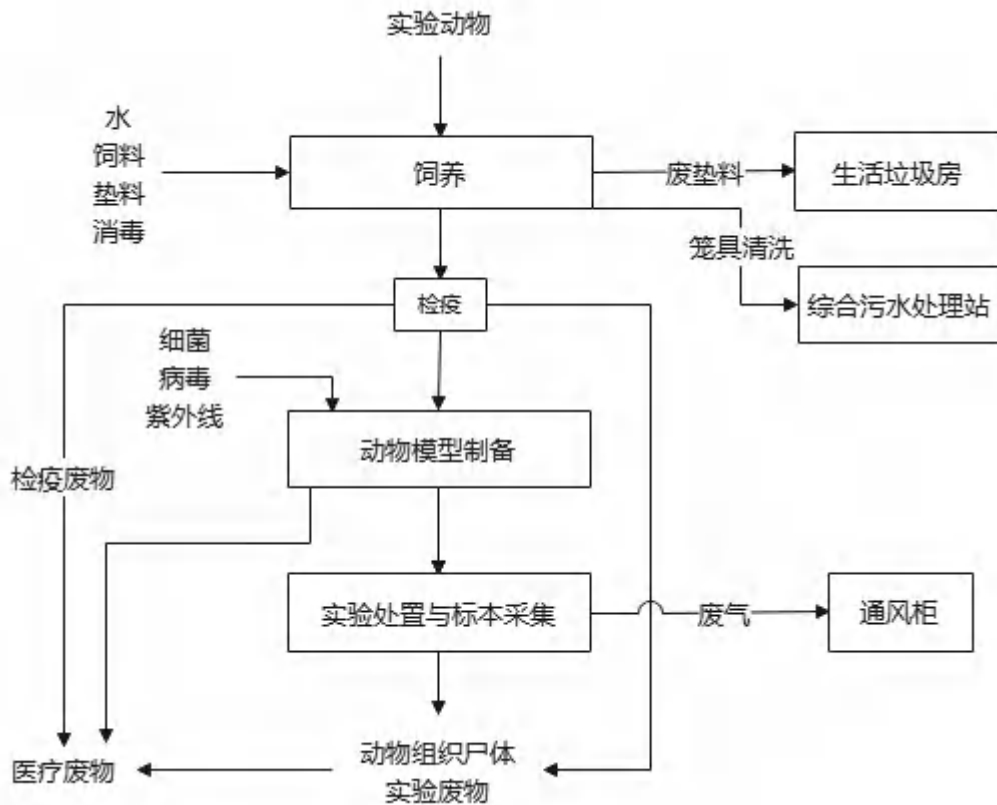 实验动物
水
饲料
垫料
消毒
饲养
废垫料
生活垃圾房
笼具清洗
综合污水处理站
检疫
细菌
病毒
紫外线
动物模型制备
检疫废物
实验处置与标本采集
废气
通风柜
医疗废物
动物组织尸体
实验废物